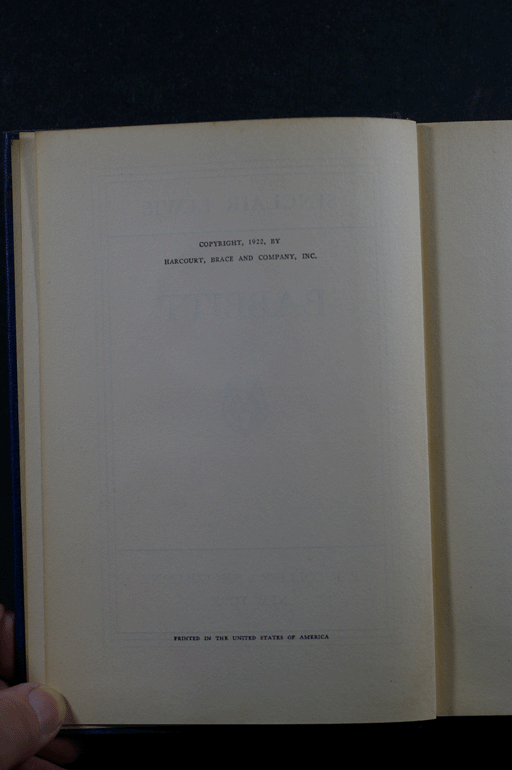 COPYRIGHT, 1922, BY
HARCOURT, BRACE AND COMPANY, INC.
PRINTED IN THE UNITED STATES OF AMERICA